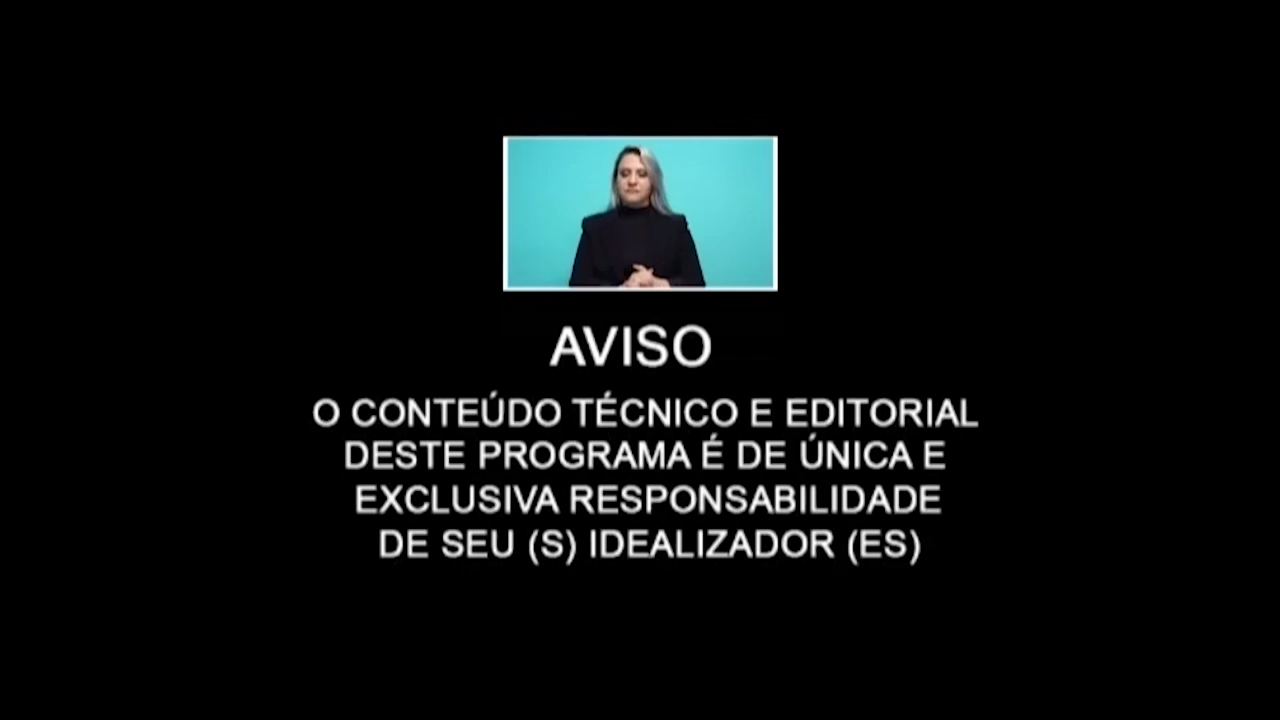 AVISO
O CONTEÚDO TÉCNICO E EDITORIAL
DESTE PROGRAMA É DE ÚNICA E
EXCLUSIVA RESPONSABILIDADE
DE SEU (S) IDEALIZADOR (ES)